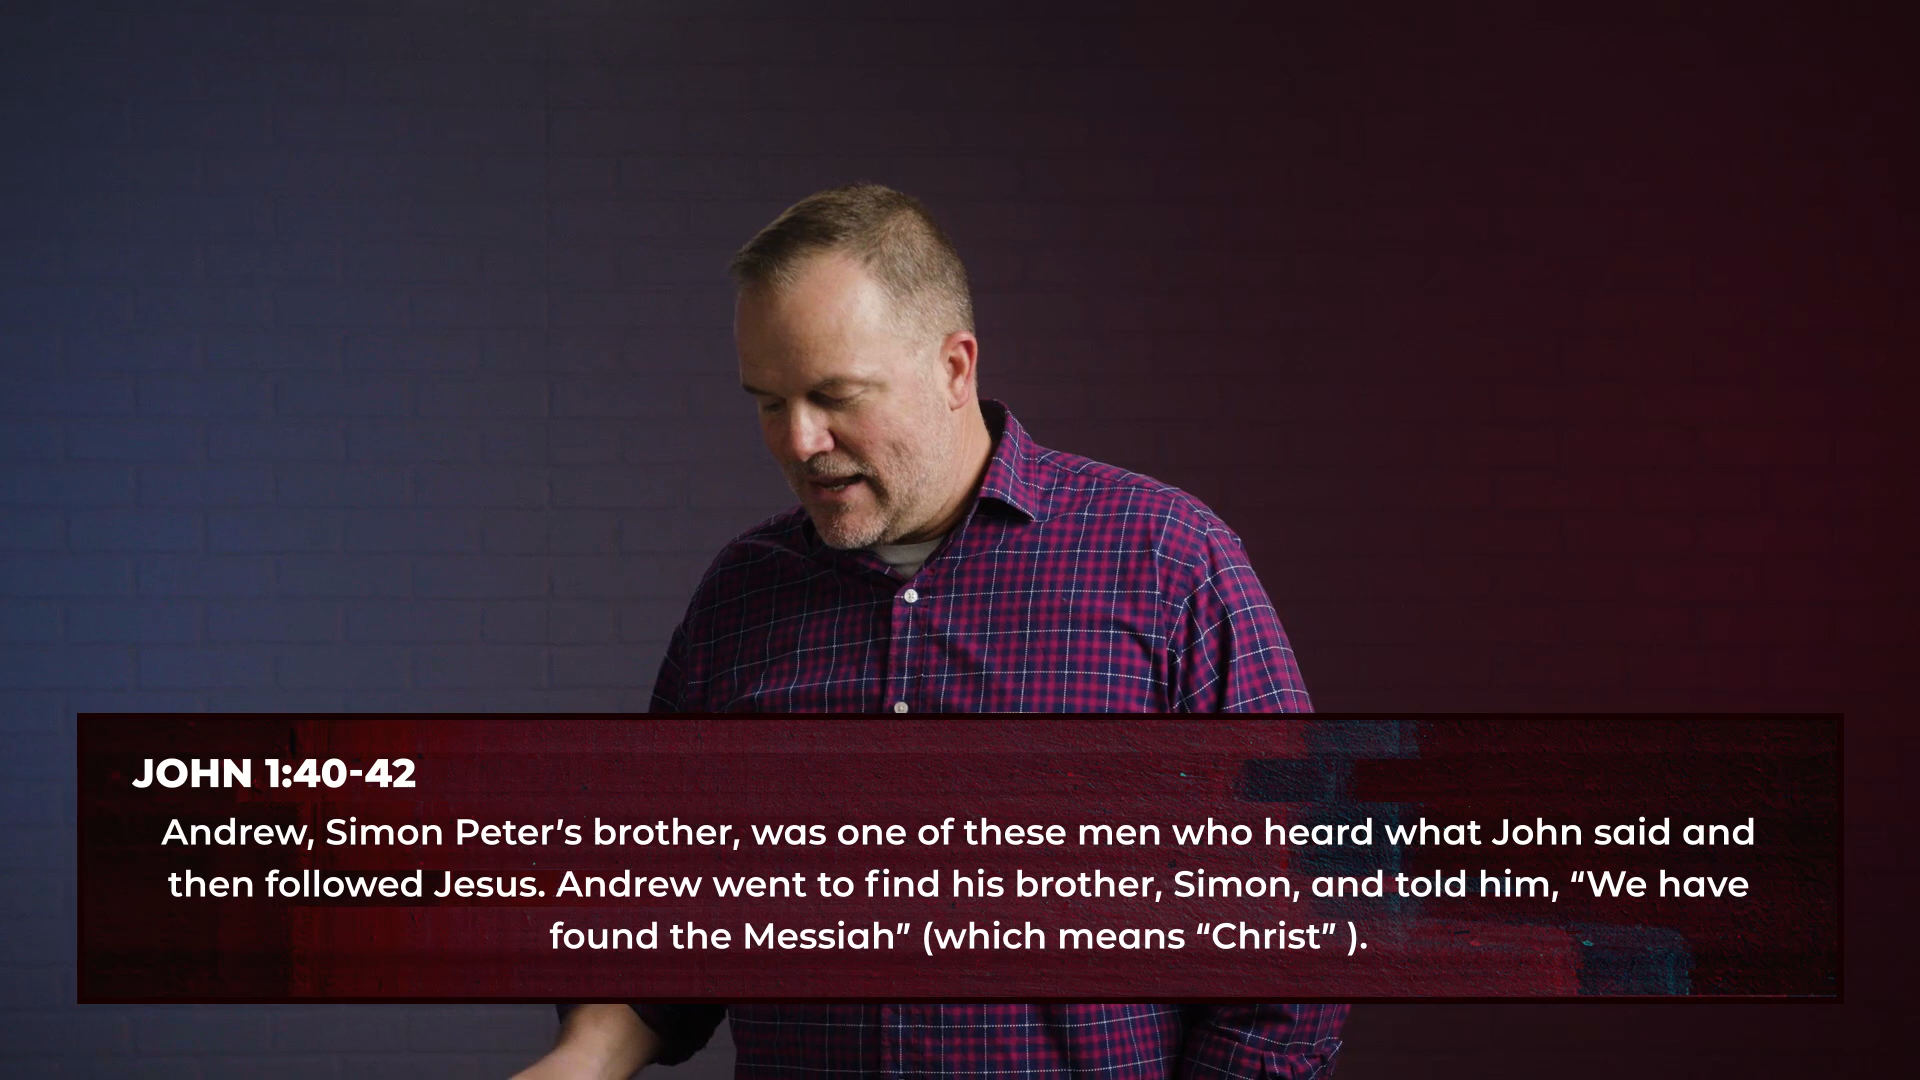 JOHN 1:40-42
Andrew, Simon Peter’s brother, was one of these men who heard what John said and
then followed Jesus. Andrew went to find his brother, Simon, and told him, “We have
found the Messiah” (which means “Christ” ).